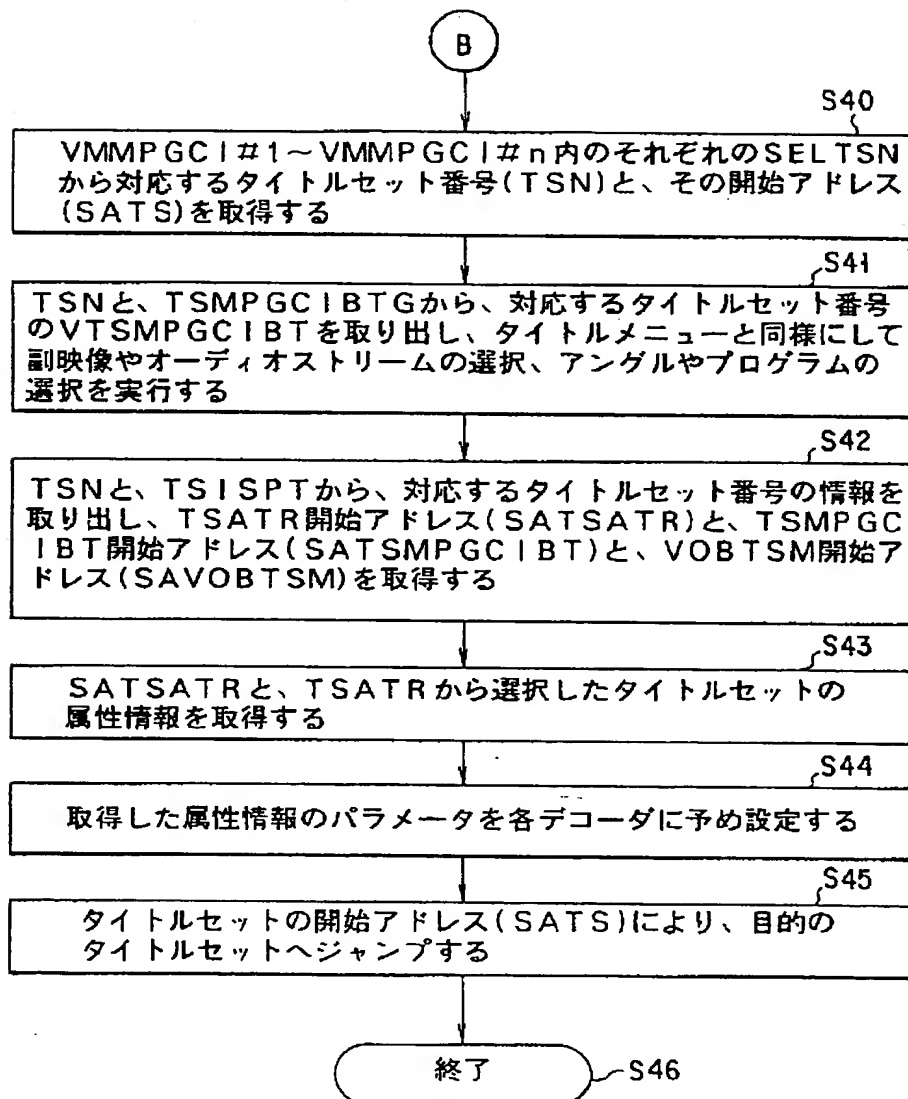 B
S40
VMMPGCI#1～VMMPGCI#n内のそれぞれのSELTSN
から対応するタイトルセット番号(TSN)と、その開始アドレス
(SATS)を取得する
S41
TSNと、TSMPGCIBTGから、対応するタイトルセット番号
のVTSMPGCIBTを取り出し、タイトルメニューと同様にして
副映像やオーディオストリームの選択、アングルやプログラムの
選択を実行する
S42
TSNと、TSISPTから、対応するタイトルセット番号の情報を
取り出し、TSATR開始アドレス(SATSATR)と、TSMPGC
IBT開始アドレス(SATSMPGCIBT)と、VOBTSM開始ア
ドレス(SAVOBTSM)を取得する
S43
SATSATRと、TSATRから選択したタイトルセットの
属性情報を取得する
S44
取得した属性情報のパラメータを各デコーダに予め設定する
S45
タイトルセットの開始アドレス(SATS)により、目的の
タイトルセットへジャンプする
終了
S46